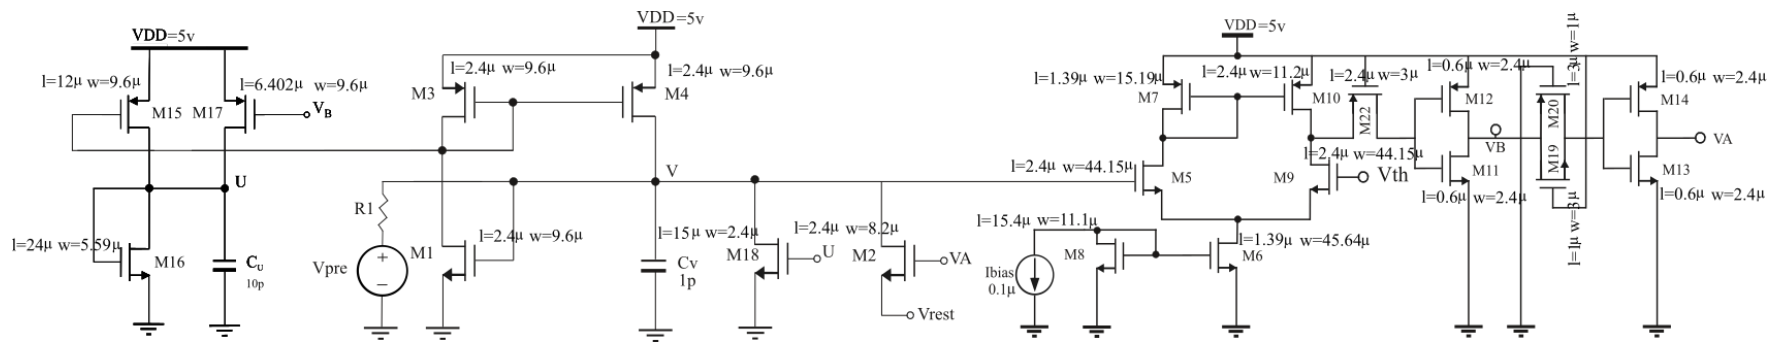 VDD=5v
l=12μ w=9.6μ
l=6.402μ w=9.6μ
M15
M17
V_B
U
l=24μ w=5.59μ
M16
C_U
10p
VDD=5v
l=2.4μ w=9.6μ
l=2.4μ w=9.6μ
M3
M4
V
R1
Vpre
+
−
M1
l=2.4μ w=9.6μ
l=15μ w=2.4μ
Cv
1p
M18
U
l=2.4μ w=8.2μ
M2
VA
Vrest
VDD=5v
l=1.39μ w=15.19μ
l=2.4μ w=11.2μ
l=2.4μ w=3μ
M7
M10
M22
l=2.4μ w=44.15μ
M5
M9
l=2.4μ w=44.15μ
Vth
l=15.4μ w=11.1μ
M8
l=1.39μ w=45.64μ
M6
Ibias
0.1μ
l=0.6μ w=2.4μ
M12
M11
l=0.6μ w=2.4μ
VB
l=3μ w=1μ
M20
M19
l=1μ w=3μ
l=0.6μ w=2.4μ
M14
VA
M13
l=0.6μ w=2.4μ